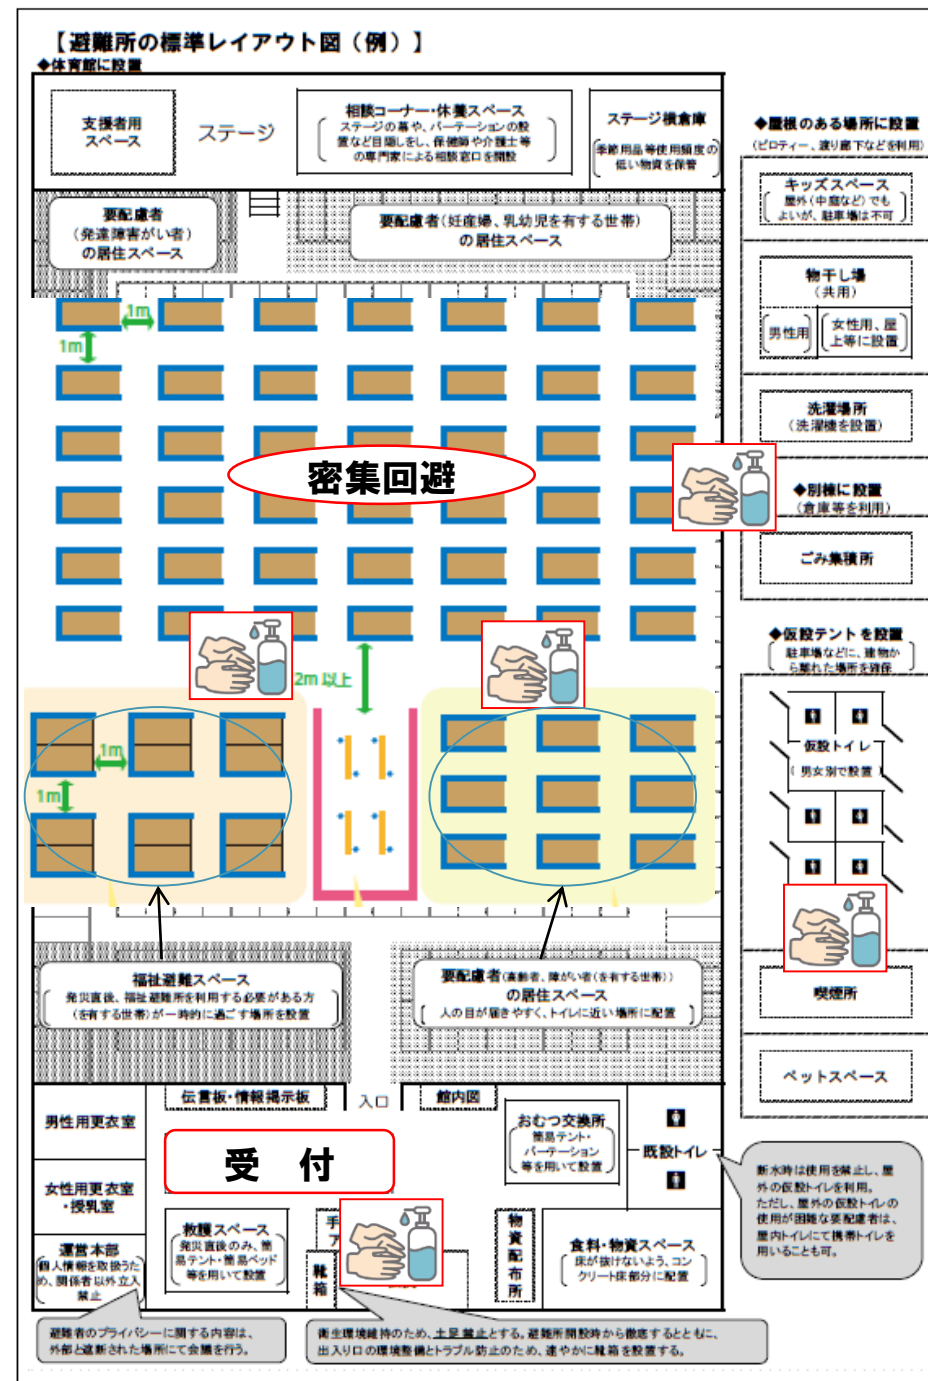 【避難所の標準レイアウト図（例）】
◆体育館に設置
支援者用
スペース
ステージ
相談コーナー・休養スペース
ステージの幕や、パーテーションの設
置など目隠しをし、保健師や介護士等
の専門家による相談窓口を開設
ステージ横倉庫
季節用品等使用頻度の
低い物資を保管
要配慮者
（発達障害がい者）
の居住スペース
要配慮者（妊産婦、乳幼児を有する世帯）
の居住スペース
1m
1m
密集回避
2m 以上
1m
1m
福祉避難スペース
発災直後、福祉避難所を利用する必要がある方
（を有する世帯）が一時的に過ごす場所を設置
要配慮者（高齢者、障がい者（を有する世帯））
の居住スペース
人の目が届きやすく、トイレに近い場所に配置
伝言板・情報掲示板
入口
館内図
男性用更衣室
受 付
おむつ交換所
簡易テント・
パーテーション
等を用いて設置
既設トイレ
女性用更衣室
・授乳室
運営本部
個人情報を取扱うた
め、関係者以外立入
禁止
救護スペース
発災直後のみ、簡
易テント・簡易ベッド
等を用いて設置
手
ア
靴箱
物資配布所
食料・物資スペース
床が抜けないよう、コン
クリート床部分に配置
避難者のプライバシーに関する内容は、
外部と遮断された場所にて会議を行う。
衛生環境維持のため、土足禁止とする。避難所開設時から徹底するとともに、
出入り口の環境整備とトラブル防止のため、速やかに靴箱を設置する。
◆屋根のある場所に設置
（ピロティー、渡り廊下などを利用）
キッズスペース
屋外（中庭など）でも
よいが、駐車場は不可
物干し場
（共用）
男性用
女性用、屋
上等に設置
洗濯場所
（洗濯機を設置）
◆別棟に設置
（倉庫等を利用）
ごみ集積所
◆仮設テントを設置
駐車場などに、建物か
ら離れた場所を確保
仮設トイレ
（男女別で設置）
喫煙所
ペットスペース
断水時は使用を禁止し、屋
外の仮設トイレを利用。
ただし、屋外の仮設トイレの
使用が困難な要配慮者は、
屋内トイレにて携帯トイレを
用いることも可。